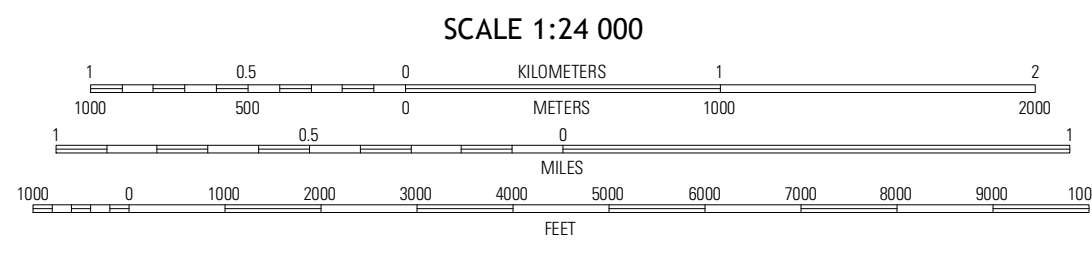 SCALE 1:24 000
1 0.5 0 KILOMETERS 1 2
1000 500 0 METERS 1000 2000
1 0.5 0 1
MILES
1000 0 1000 2000 3000 4000 5000 6000 7000 8000 9000 100
FEET